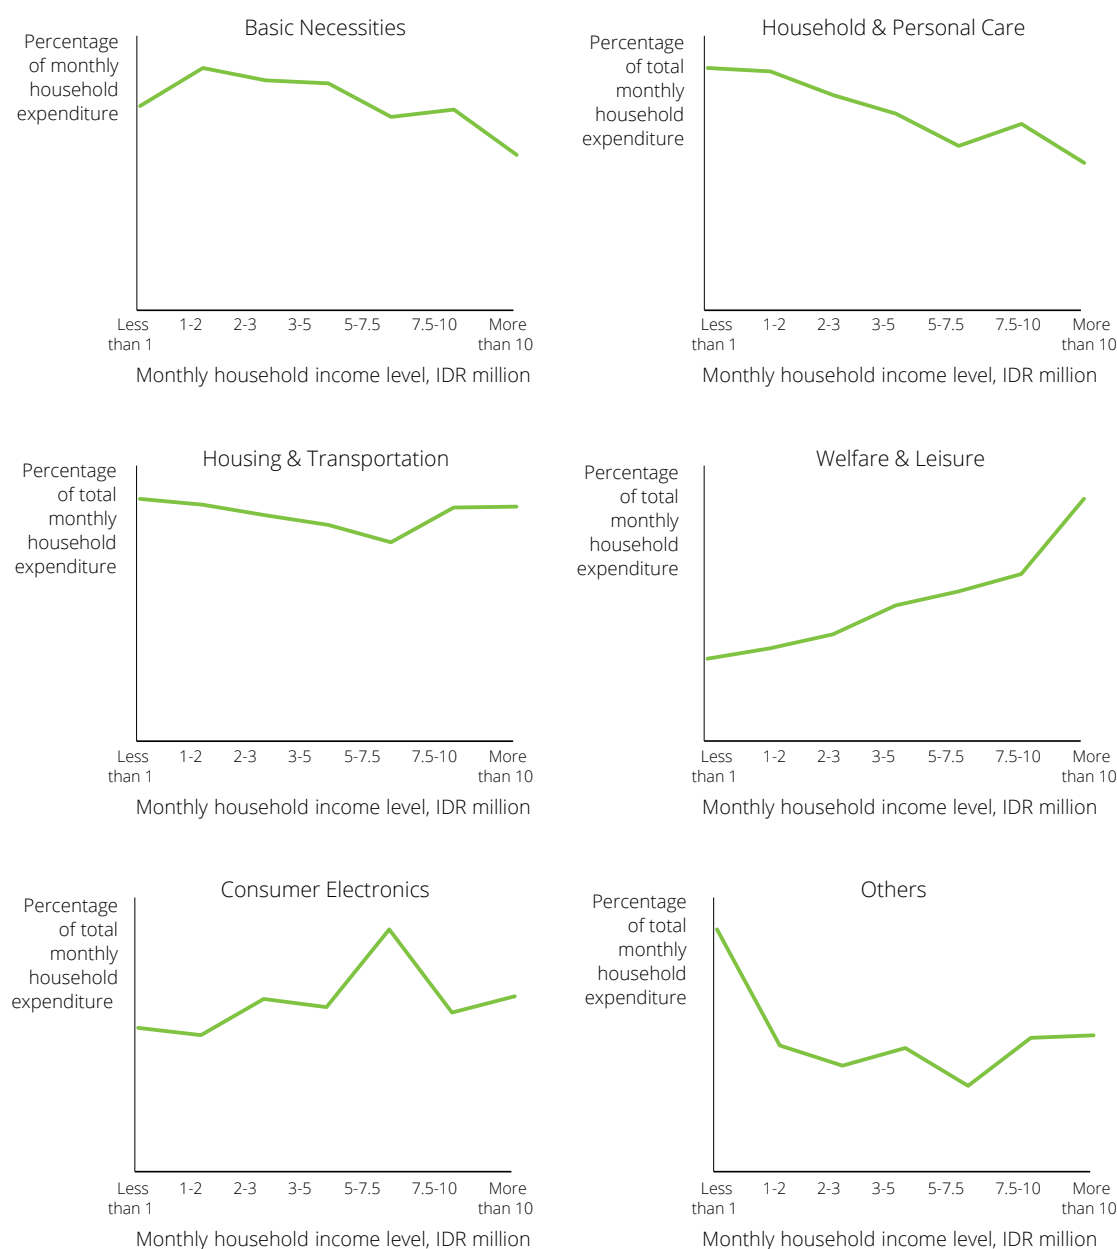 Basic Necessities
Percentage
of monthly
household
expenditure
Less
than 1
1-2
2-3
3-5
5-7.5
7.5-10
More
than 10
Monthly household income level, IDR million
Household & Personal Care
Percentage
of total
monthly
household
expenditure
Less
than 1
1-2
2-3
3-5
5-7.5
7.5-10
More
than 10
Monthly household income level, IDR million
Housing & Transportation
Percentage
of total
monthly
household
expenditure
Less
than 1
1-2
2-3
3-5
5-7.5
7.5-10
More
than 10
Monthly household income level, IDR million
Welfare & Leisure
Percentage
of total
monthly
household
expenditure
Less
than 1
1-2
2-3
3-5
5-7.5
7.5-10
More
than 10
Monthly household income level, IDR million
Consumer Electronics
Percentage
of total
monthly
household
expenditure
Less
than 1
1-2
2-3
3-5
5-7.5
7.5-10
More
than 10
Monthly household income level, IDR million
Others
Percentage
of total
monthly
household
expenditure
Less
than 1
1-2
2-3
3-5
5-7.5
7.5-10
More
than 10
Monthly household income level, IDR million